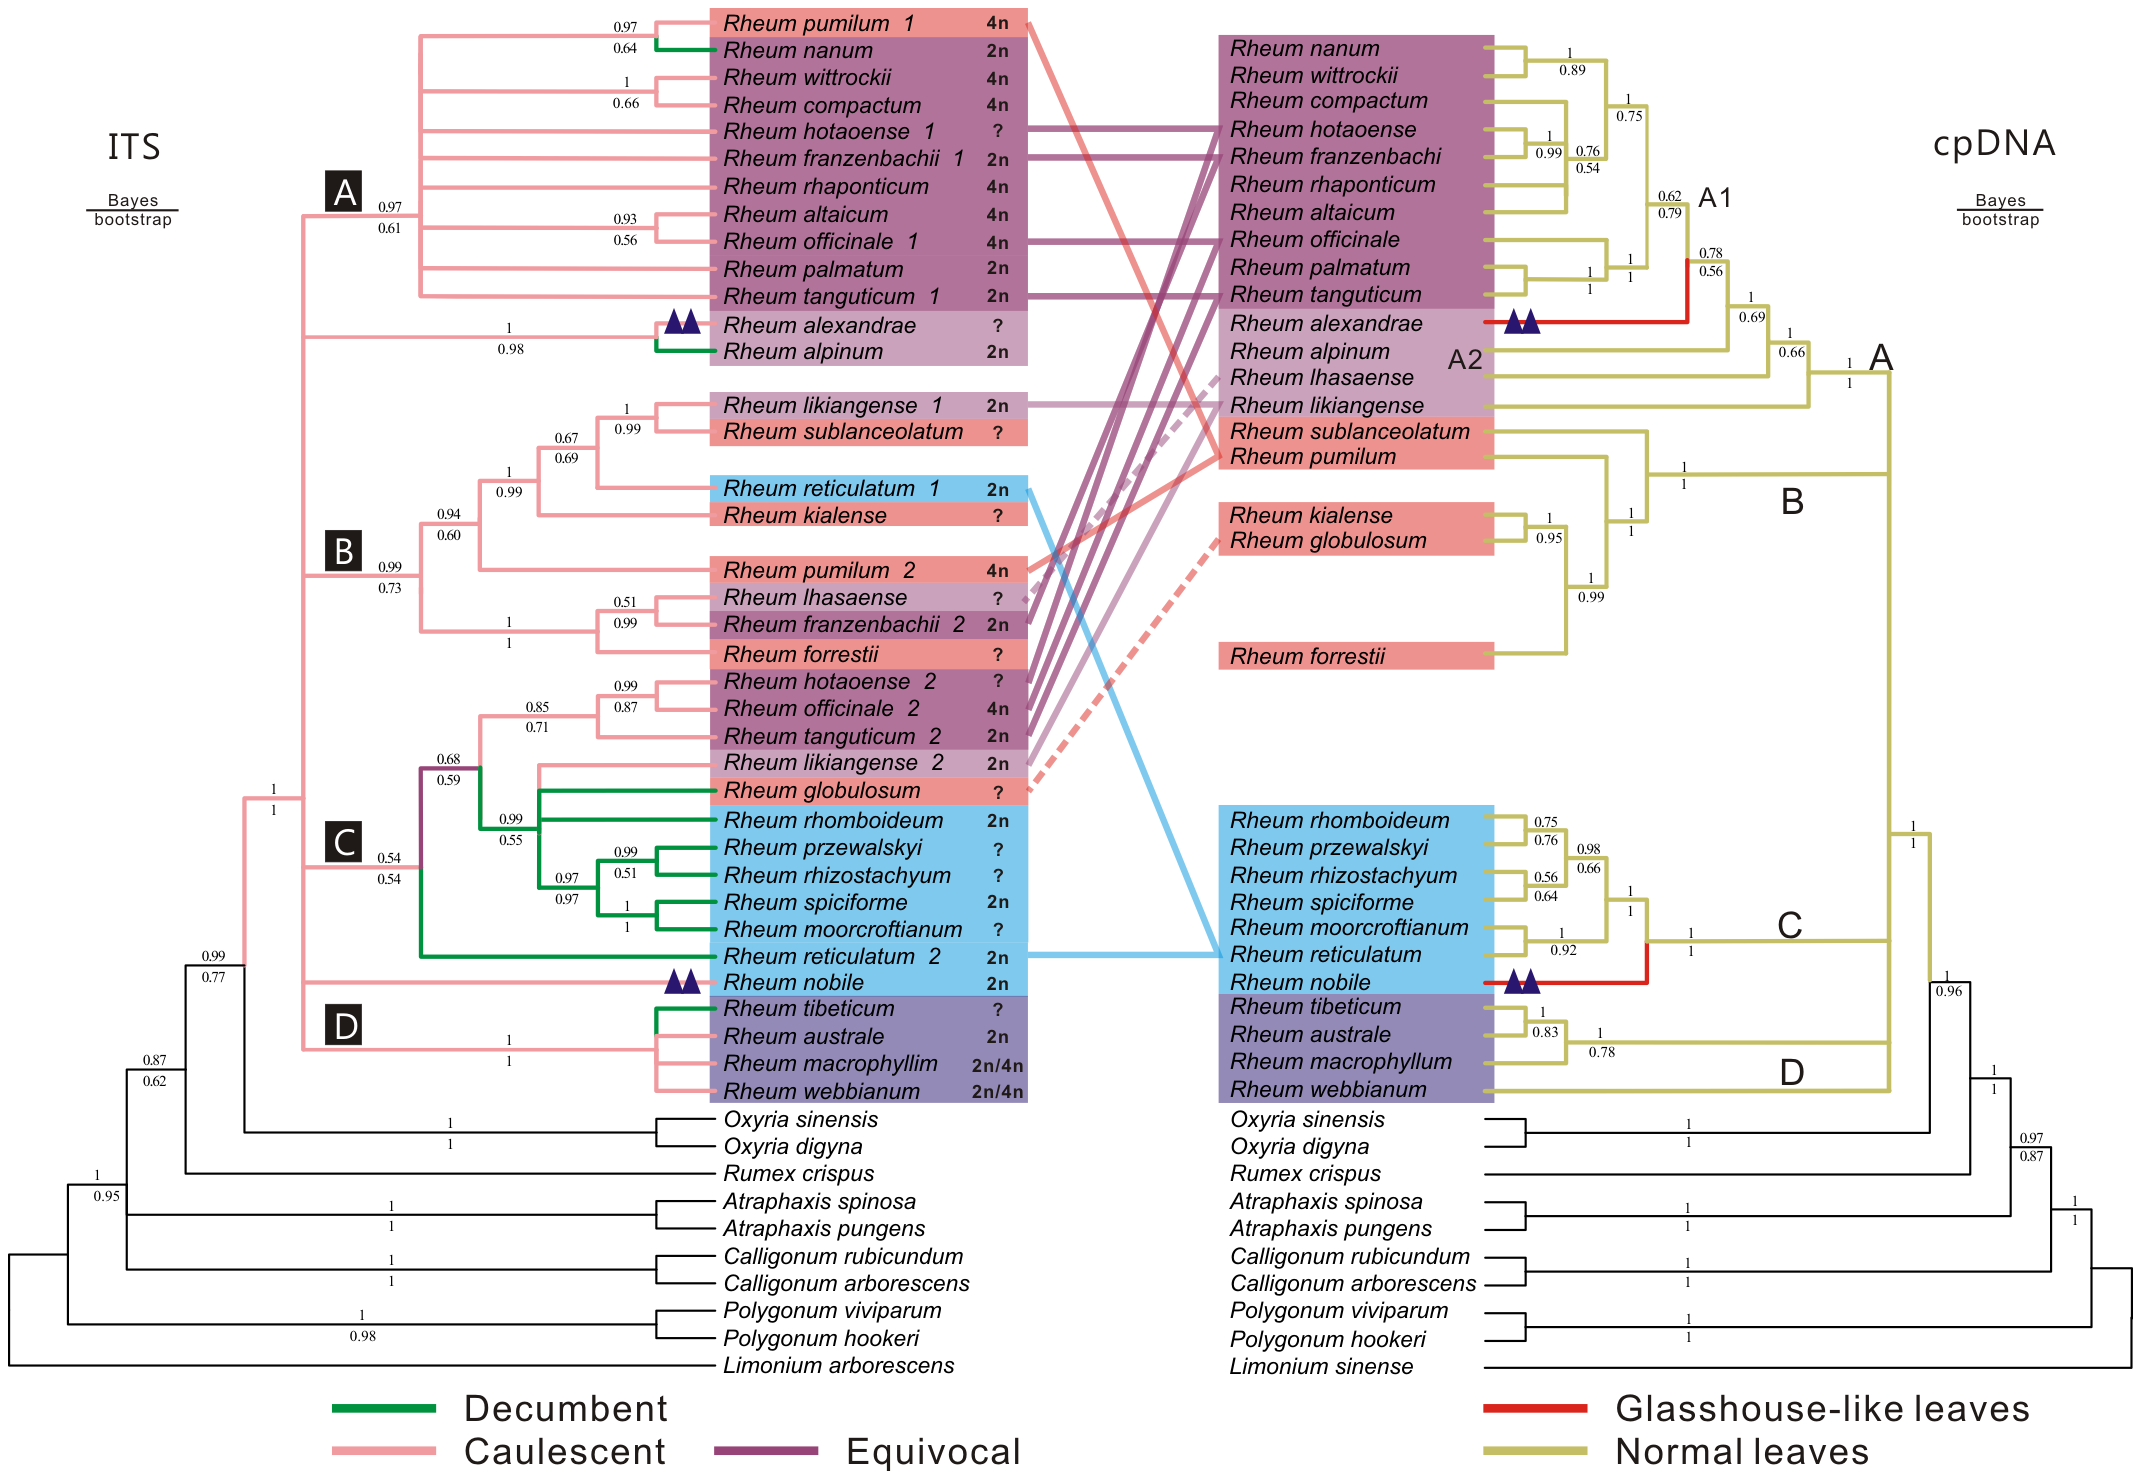 ITS
Bayes
bootstrap
A
B
C
D
0.97
0.64
1
0.66
0.97
0.61
0.93
0.56
1
0.98
1
0.99
0.67
0.69
1
0.99
0.94
0.60
0.99
0.73
0.51
0.99
1
1
0.99
0.87
0.85
0.71
0.68
0.59
0.99
0.55
0.54
0.54
0.99
0.51
0.97
0.97
1
1
1
1
1
1
0.99
0.77
0.87
0.62
1
1
1
0.95
1
1
1
1
1
0.98
Rheum pumilum 1 4n
Rheum nanum 2n
Rheum wittrockii 4n
Rheum compactum 4n
Rheum hotaoense 1 ?
Rheum franzenbachii 1 2n
Rheum rhaponticum 4n
Rheum altaicum 4n
Rheum officinale 1 4n
Rheum palmatum 2n
Rheum tanguticum 1 2n
Rheum alexandrae ?
Rheum alpinum 2n
Rheum likiangense 1 2n
Rheum sublanceolatum ?
Rheum reticulatum 1 2n
Rheum kialense ?
Rheum pumilum 2 4n
Rheum lhasaense ?
Rheum franzenbachii 2 2n
Rheum forrestii ?
Rheum hotaoense 2 ?
Rheum officinale 2 4n
Rheum tanguticum 2 2n
Rheum likiangense 2 2n
Rheum globulosum ?
Rheum rhomboideum 2n
Rheum przewalskyi ?
Rheum rhizostachyum ?
Rheum spiciforme 2n
Rheum moorcroftianum ?
Rheum reticulatum 2 2n
Rheum nobile 2n
Rheum tibeticum ?
Rheum australe 2n
Rheum macrophyllim 2n/4n
Rheum webbianum 2n/4n
Oxyria sinensis
Oxyria digyna
Rumex crispus
Atraphaxis spinosa
Atraphaxis pungens
Calligonum rubicundum
Calligonum arborescens
Polygonum viviparum
Polygonum hookeri
Limonium arborescens
Rheum nanum
Rheum wittrockii
Rheum compactum
Rheum hotaoense
Rheum franzenbachi
Rheum rhaponticum
Rheum altaicum
Rheum officinale
Rheum palmatum
Rheum tanguticum
Rheum alexandrae
Rheum alpinum
Rheum lhasaense
Rheum likiangense
Rheum sublanceolatum
Rheum pumilum
Rheum kialense
Rheum globulosum
Rheum forrestii
Rheum rhomboideum
Rheum przewalskyi
Rheum rhizostachyum
Rheum spiciforme
Rheum moorcroftianum
Rheum reticulatum
Rheum nobile
Rheum tibeticum
Rheum australe
Rheum macrophyllum
Rheum webbianum
Oxyria sinensis
Oxyria digyna
Rumex crispus
Atraphaxis spinosa
Atraphaxis pungens
Calligonum rubicundum
Calligonum arborescens
Polygonum viviparum
Polygonum hookeri
Limonium sinense
cpDNA
Bayes
bootstrap
A1
A2
A
B
C
D
1
0.89
1
0.75
1
0.99
0.76
0.54
0.62
0.79
1
1
1
1
0.78
0.56
1
0.69
1
0.66
1
1
1
1
1
0.95
1
1
1
0.99
0.75
0.76
0.98
0.66
0.56
0.64
1
1
1
0.92
1
1
1
1
1
0.83
1
0.78
1
0.96
1
1
1
1
0.97
0.87
1
1
1
1
1
1
1
1
Decumbent
Caulescent
Equivocal
Glasshouse-like leaves
Normal leaves